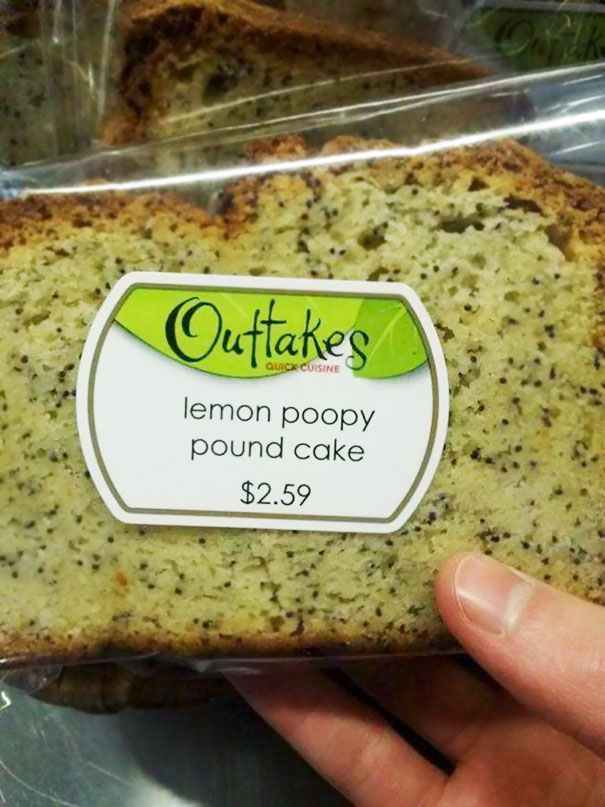 Outtakes
QUICK CUISINE
lemon poopy
pound cake
$2.59